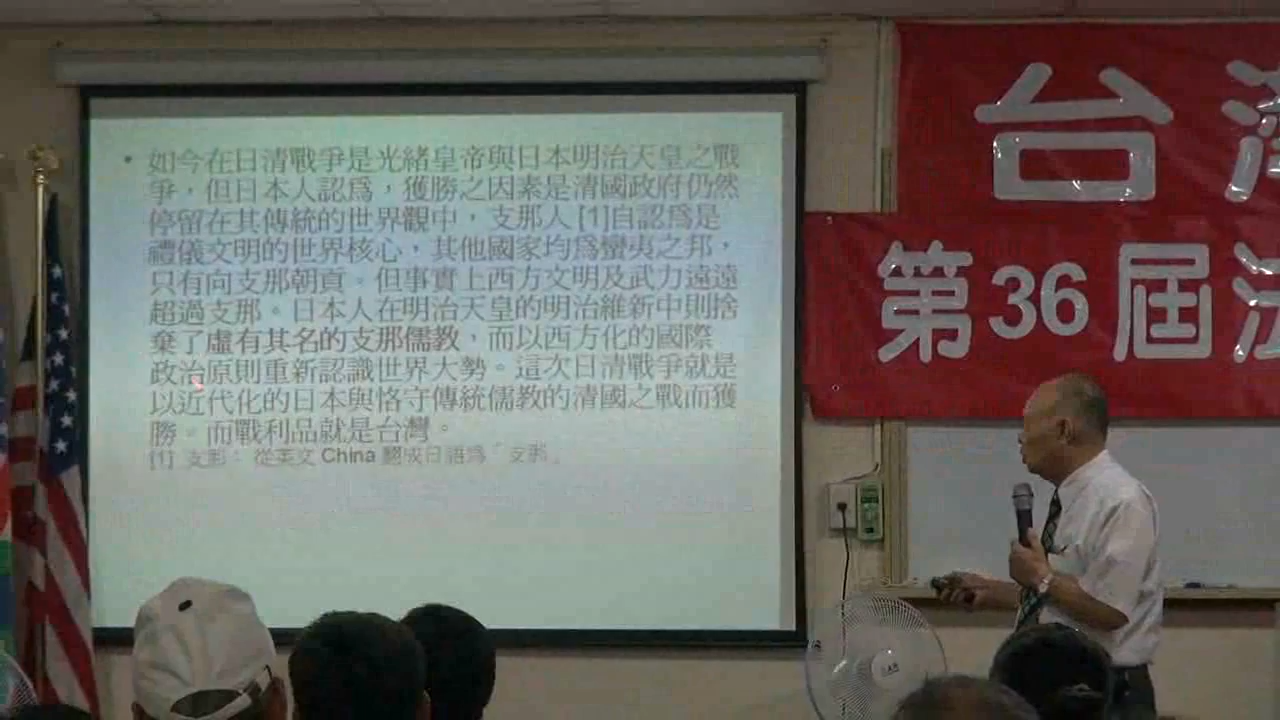 • 如今在日清戰爭是光緒皇帝與日本明治天皇之戰
爭，但日本人認為，獲勝之因素是清國政府仍然
停留在其傳統的世界觀中，支那人[1]自認為是
禮儀文明的世界核心，其他國家均為蠻夷之邦，
只有向支那朝貢。但事實上西方文明及武力遠遠
超過支那。日本人在明治天皇的明治維新中則捨
棄了虛有其名的支那儒教，而以西方化的國際
政治原則重新認識世界大勢。這次日清戰爭就是
以近代化的日本與恪守傳統儒教的清國之戰而獲
勝。而戰利品就是台灣。
[1] 支那：從英文 China 翻成日語為「支那」
台灣
第36屆法